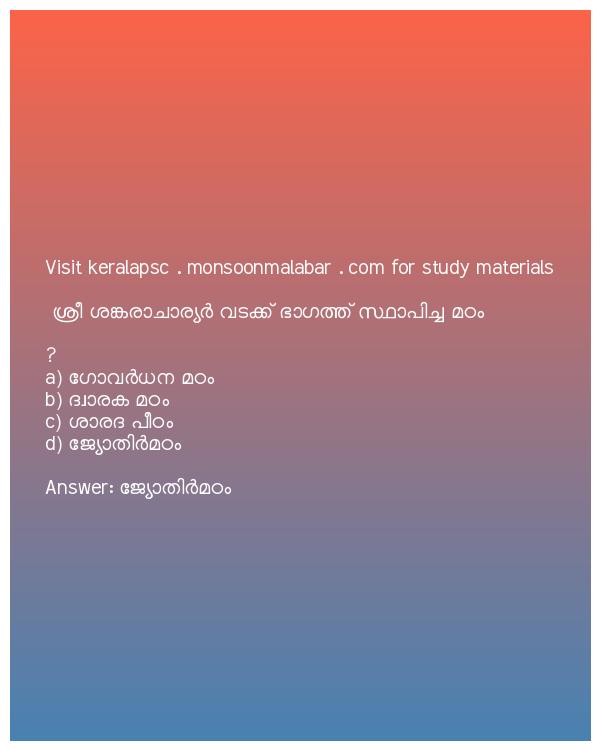 Visit keralapsc . monsoonmalabar . com for study materials
ശ്രീ ശങ്കരാചാര്യർ വടക്ക് ഭാഗത്ത് സ്ഥാപിച്ച മഠം
?
a) ഗോവർധന മഠം
b) ദ്വാരക മഠം
c) ശാരദ പീഠം
d) ജ്യോതിർമഠം
Answer: ജ്യോതിർമഠം